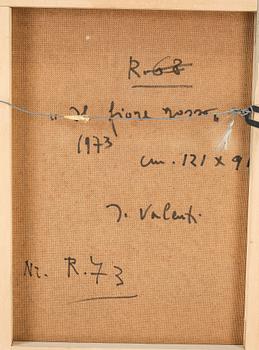 R-68
„Il fiore rosso„
1973
cm. 121 x 91
I. Valenti
Nr. R.73